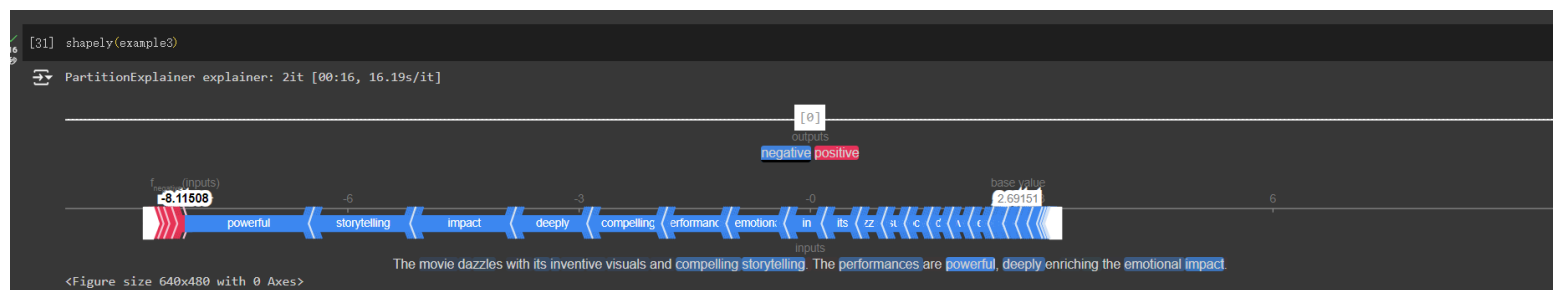 [31] shapely(example3)
PartitionExplainer explainer: 2it [00:16, 16.19s/it]
[0]
outputs
negative positive
f negative (inputs) base value
-8.11508 -6 -3 -0 2.69151 6
powerful storytelling impact deeply compelling erformanc emotiona in its zz
inputs
The movie dazzles with its inventive visuals and compelling storytelling. The performances are powerful, deeply enriching the emotional impact.
<Figure size 640x480 with 0 Axes>